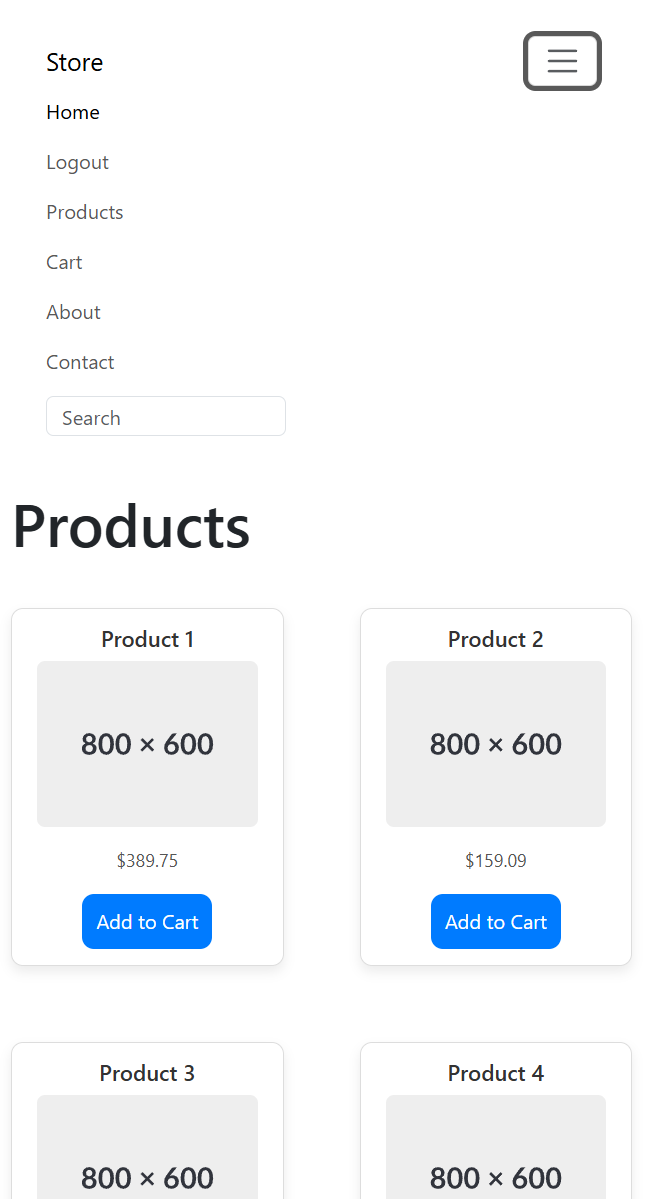 Store
Home
Logout
Products
Cart
About
Contact
Search
Products
Product 1
800 × 600
$389.75
Add to Cart
Product 2
800 × 600
$159.09
Add to Cart
Product 3
800 × 600
Product 4
800 × 600